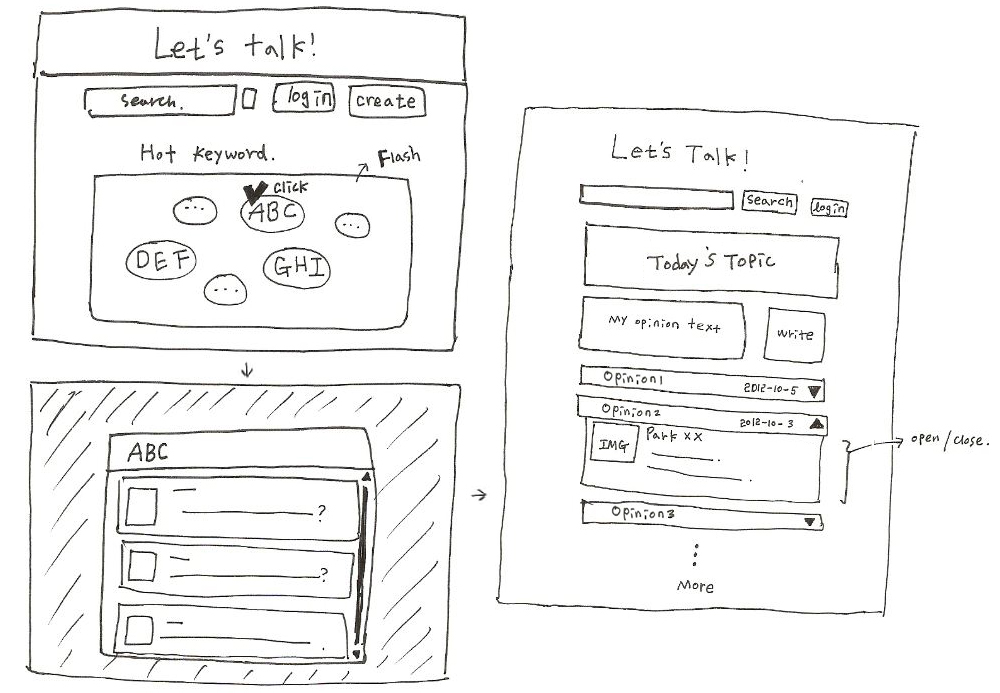 Let's talk!
search.
log in
create
Hot keyword.
Flash
click
...
ABC
...
DEF
GHI
...
ABC
?
?
Let's Talk!
search
login
Today's Topic
My opinion text
write
Opinion1
2012-10-5
Opinion2
2012-10-3
IMG
Park xx
open/close.
Opinion3
More